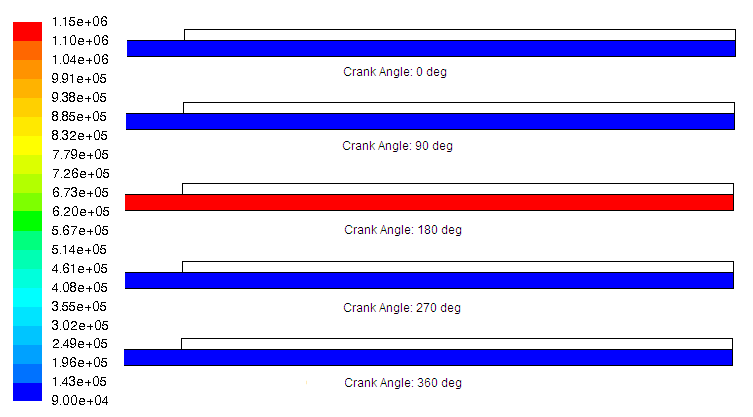 1.15e+06
1.10e+06
1.04e+06
9.91e+05
9.38e+05
8.85e+05
8.32e+05
7.79e+05
7.26e+05
6.73e+05
6.20e+05
5.67e+05
5.14e+05
4.61e+05
4.08e+05
3.55e+05
3.02e+05
2.49e+05
1.96e+05
1.43e+05
9.00e+04
Crank Angle: 0 deg
Crank Angle: 90 deg
Crank Angle: 180 deg
Crank Angle: 270 deg
Crank Angle: 360 deg